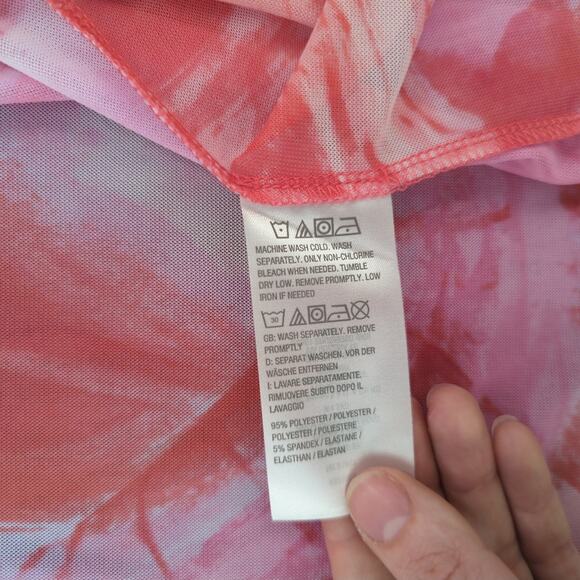 MACHINE WASH COLD. WASH
SEPARATELY. ONLY NON-CHLORINE
BLEACH WHEN NEEDED. TUMBLE
DRY LOW. REMOVE PROMPTLY. LOW
IRON IF NEEDED
30
GB: WASH SEPARATELY. REMOVE
PROMPTLY
D: SEPARAT WASCHEN. VOR DER
WÄSCHE ENTFERNEN
I: LAVARE SEPARATAMENTE.
RIMUOVERE SUBITO DOPO IL
LAVAGGIO
95% POLYESTER / POLYESTER /
POLYESTER / POLIESTERE
5% SPANDEX / ELASTANE /
ELASTHAN / ELASTAN